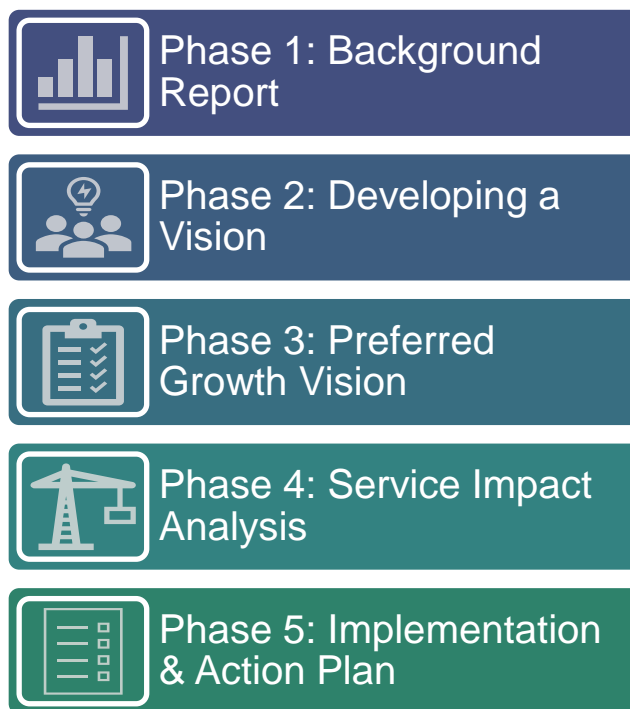 Phase 1: Background
Report
Phase 2: Developing a
Vision
Phase 3: Preferred
Growth Vision
Phase 4: Service Impact
Analysis
Phase 5: Implementation
& Action Plan